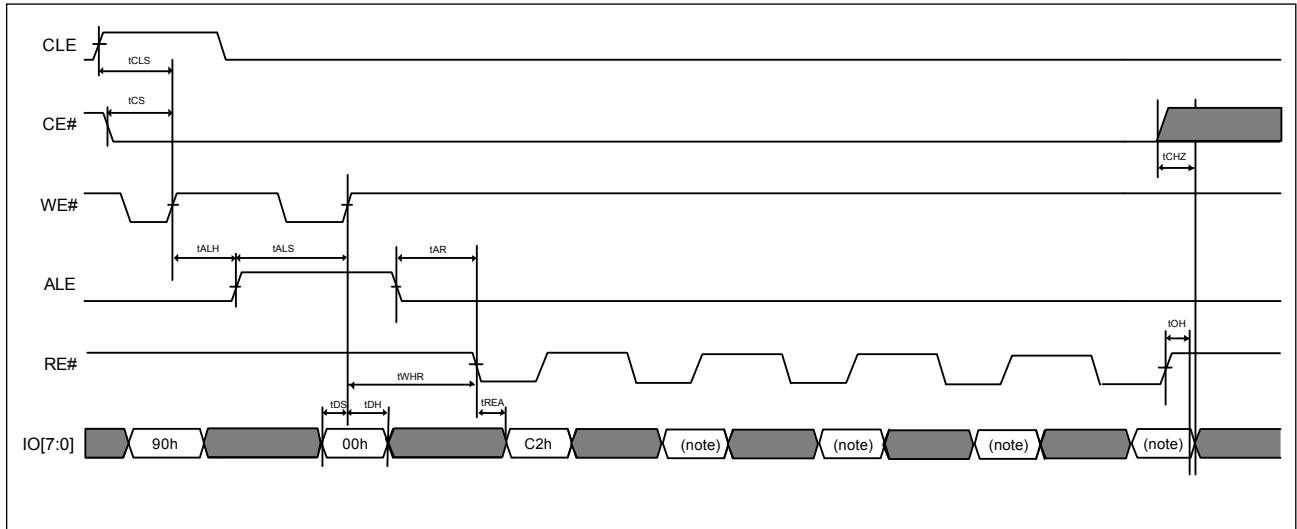 CLE
tCLS
tCS
CE#
tCHZ
WE#
tALH tALS tAR
ALE
tOH
RE#
tWHR
tDS tDH tREA
IO[7:0] 90h 00h C2h (note) (note) (note) (note)